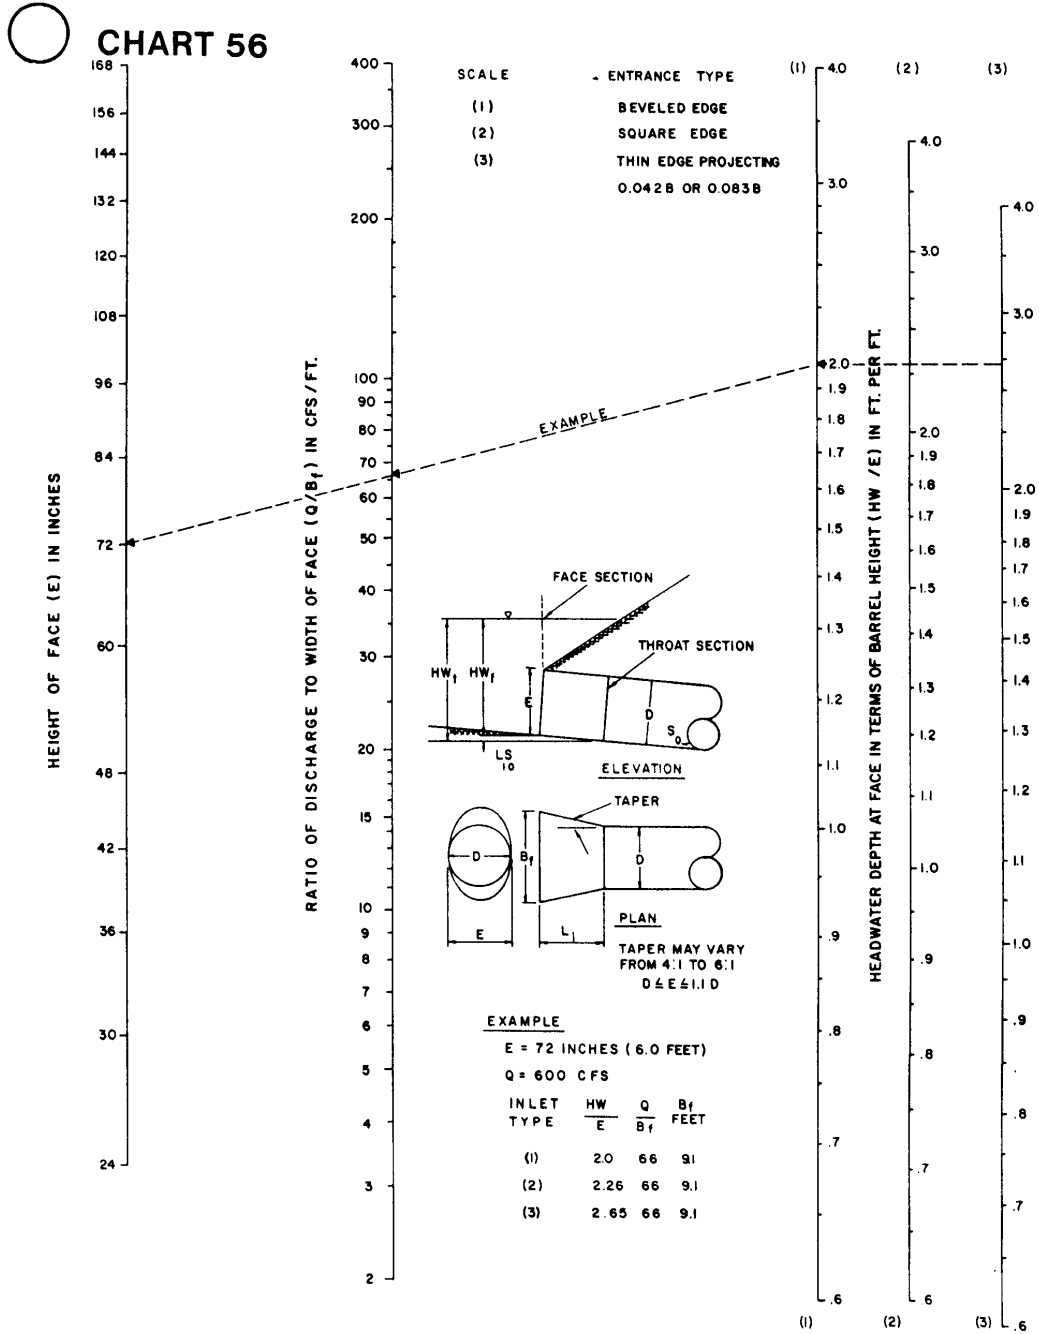 CHART 56
SCALE ENTRANCE TYPE
(1) BEVELED EDGE
(2) SQUARE EDGE
(3) THIN EDGE PROJECTING
0.042B OR 0.083B
HEIGHT OF FACE (E) IN INCHES
168
156
144
132
120
108
96
84
72
60
48
42
36
30
24
RATIO OF DISCHARGE TO WIDTH OF FACE (Q/Bf) IN CFS/FT.
400
300
200
100
90
80
70
60
50
40
30
20
15
10
9
8
7
6
5
4
3
2
EXAMPLE
FACE SECTION
THROAT SECTION
HWt HWf
E
D
So
LS
ELEVATION
TAPER
D
Bf
D
E
L1
PLAN
TAPER MAY VARY
FROM 4:1 TO 6:1
D≤E≤1.1D
EXAMPLE
E = 72 INCHES (6.0 FEET)
Q = 600 CFS
INLET TYPE HW/E Q/Bf Bf FEET
(1) 2.0 66 9.1
(2) 2.26 66 9.1
(3) 2.65 66 9.1
HEADWATER DEPTH AT FACE IN TERMS OF BARREL HEIGHT (HW /E) IN FT. PER FT.
(1)
4.0
3.0
2.0
1.9
1.8
1.7
1.6
1.5
1.4
1.3
1.2
1.1
1.0
.9
.8
.7
.6
(1)
(2)
4.0
3.0
2.0
1.9
1.8
1.7
1.6
1.5
1.4
1.3
1.2
1.1
1.0
.9
.8
.7
.6
(2)
(3)
4.0
3.0
2.0
1.9
1.8
1.7
1.6
1.5
1.4
1.3
1.2
1.1
1.0
.9
.8
.7
.6
(3)